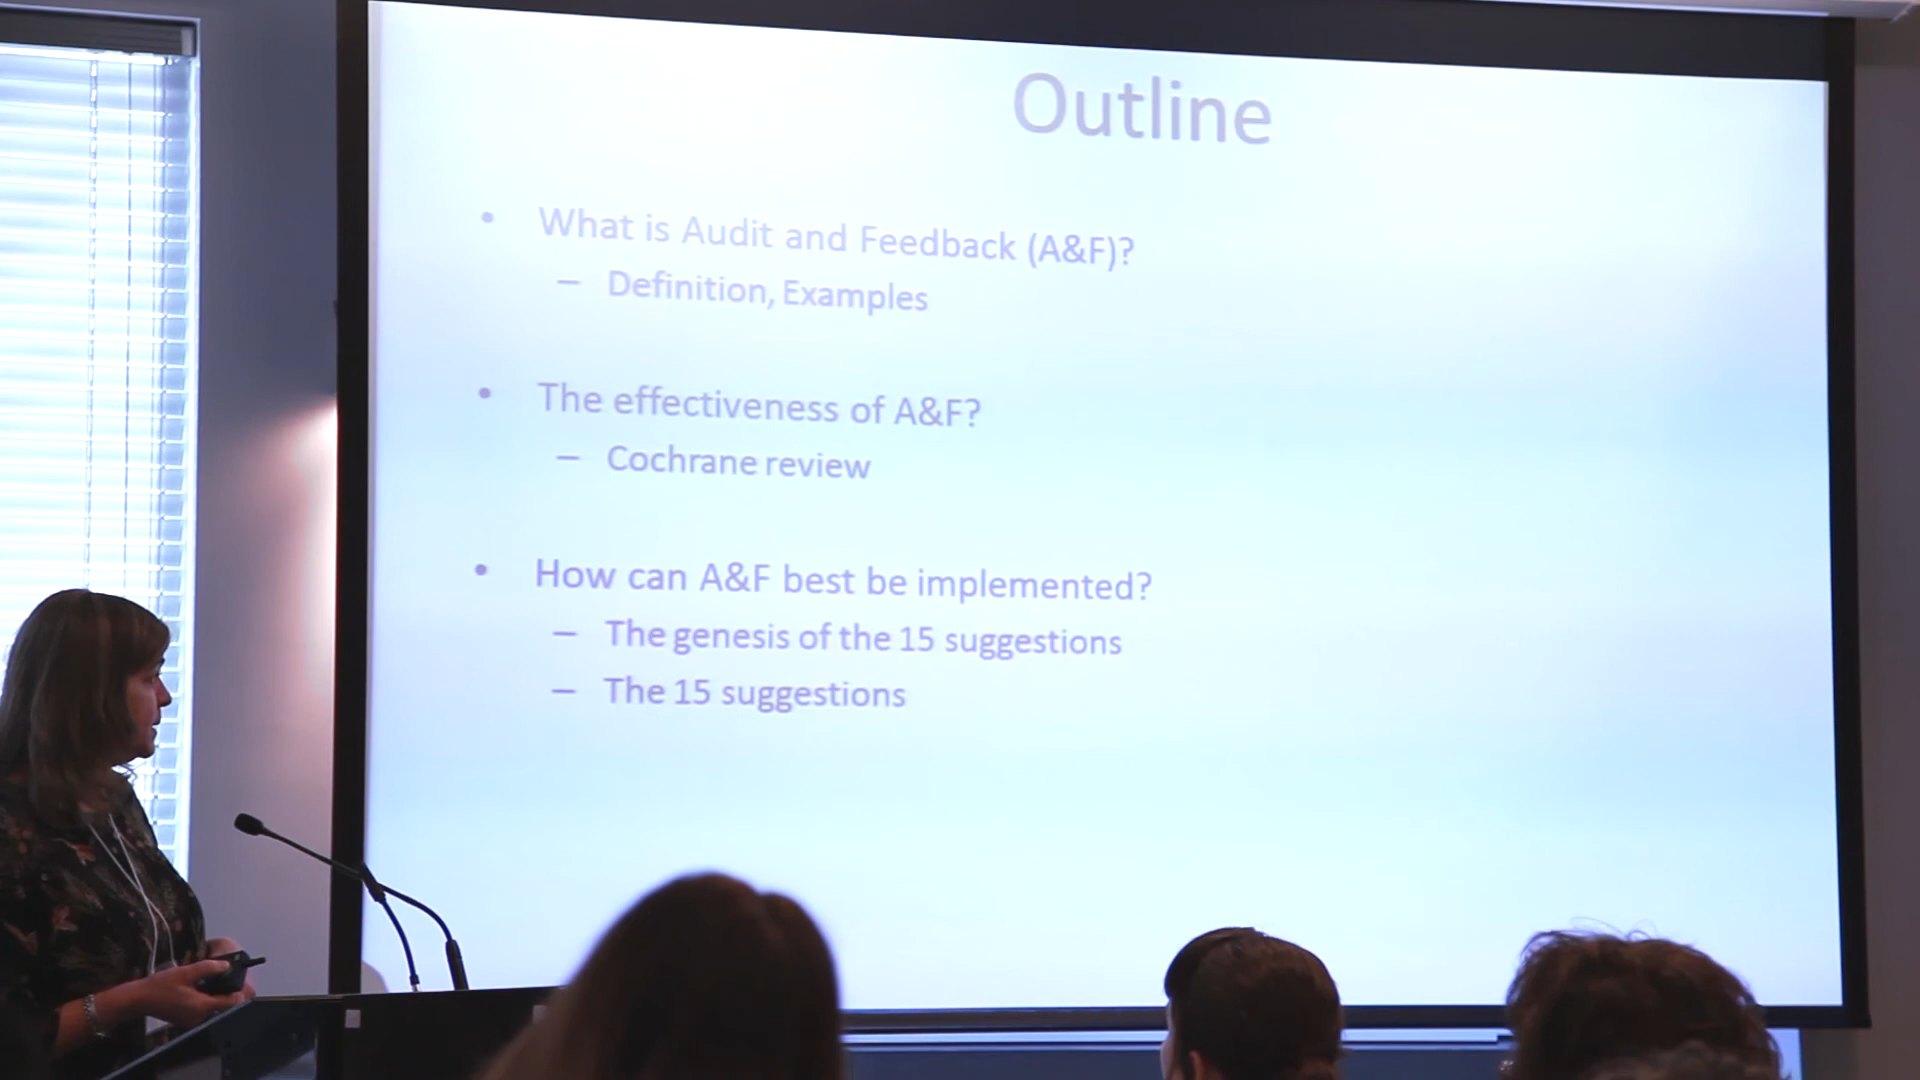 Outline
• What is Audit and Feedback (A&F)?
– Definition, Examples
• The effectiveness of A&F?
– Cochrane review
• How can A&F best be implemented?
– The genesis of the 15 suggestions
– The 15 suggestions